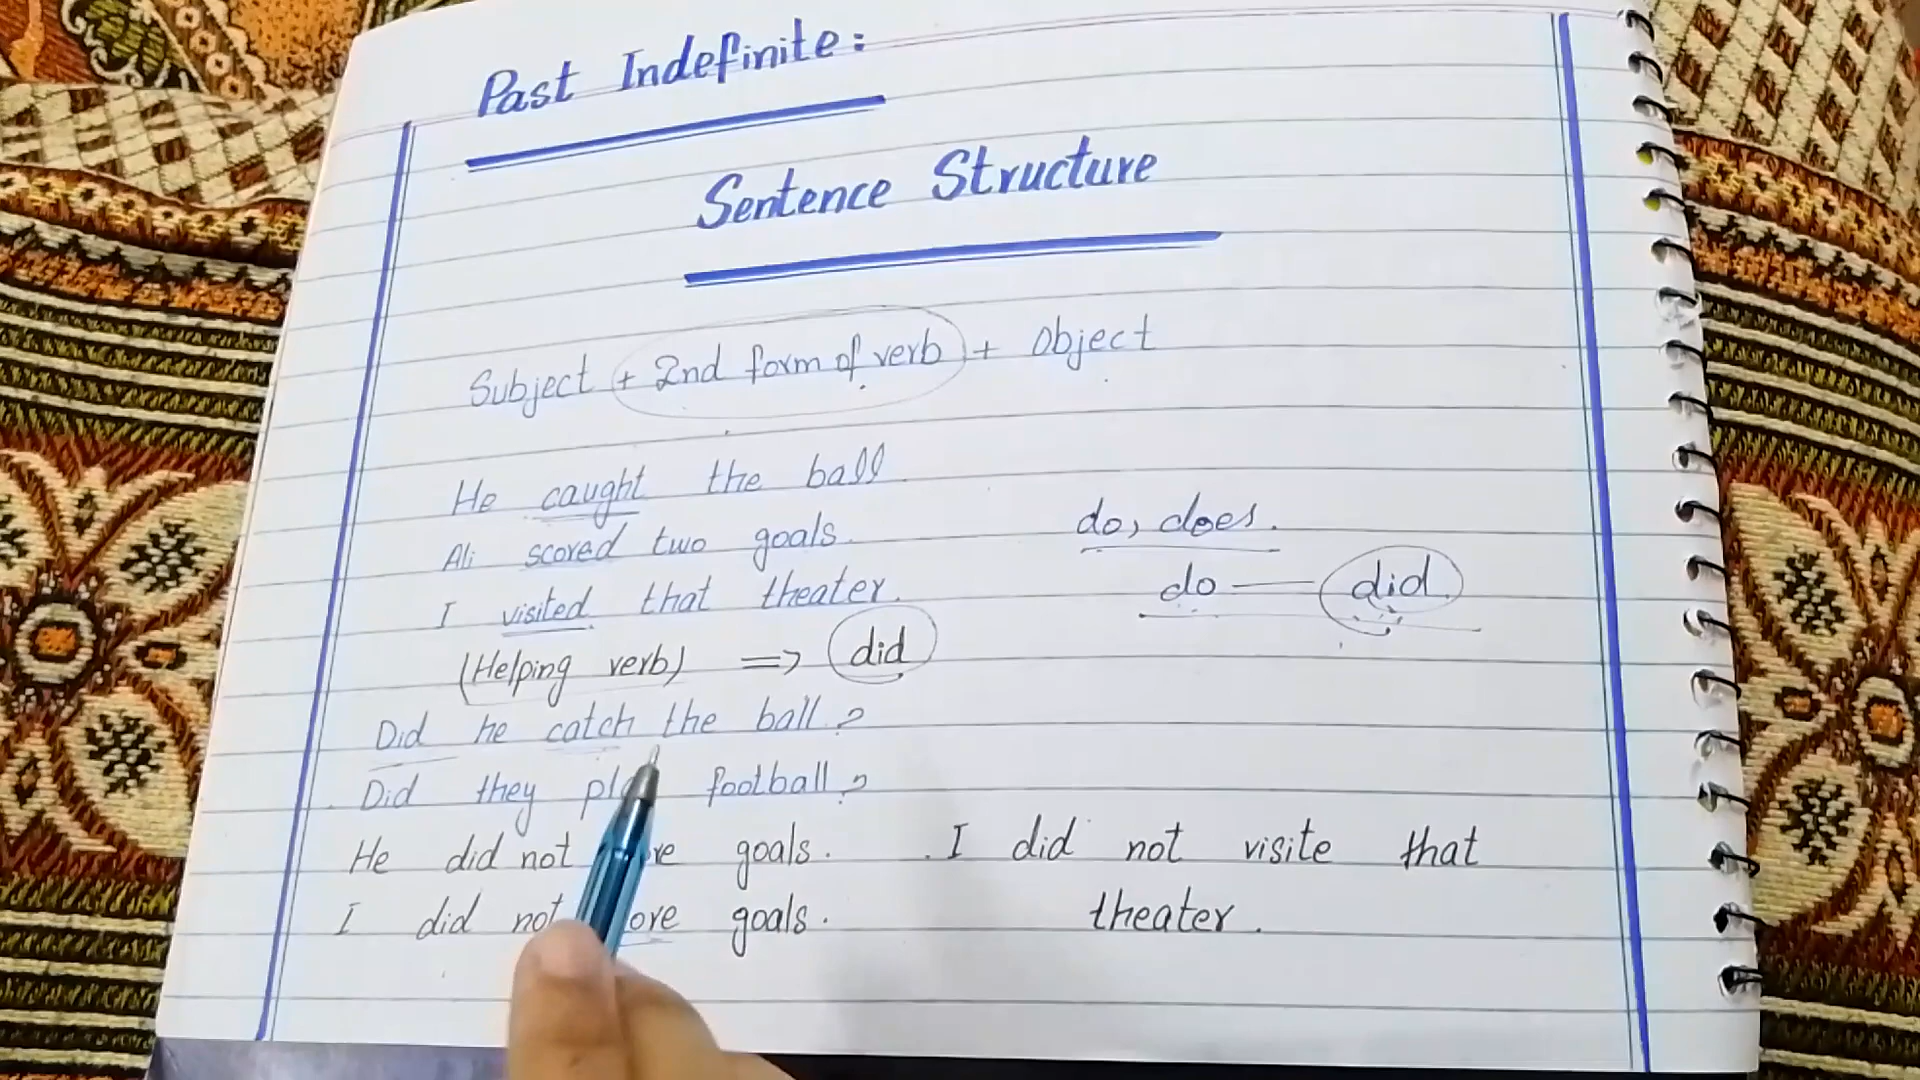 Past Indefinite:
Sentence Structure
Subject + 2nd form of verb + Object
He caught the ball
Ali scored two goals.
do, does.
I visited that theater.
do — did
(Helping verb) => did
Did he catch the ball?
Did they football?
He did not goals.
I did not visite that
I did not goals.
theater.